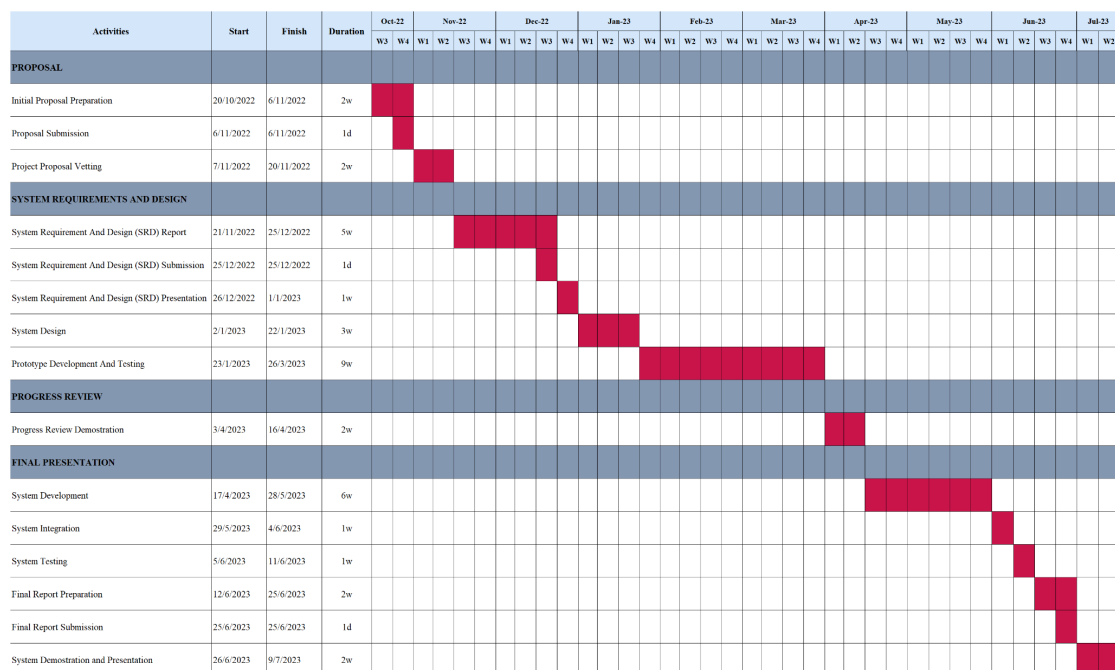 Activities Start Finish Duration Oct-22 Nov-22 Dec-22 Jan-23 Feb-23 Mar-23 Apr-23 May-23 Jun-23 Jul-23
W3 W4 W1 W2 W3 W4 W1 W2 W3 W4 W1 W2 W3 W4 W1 W2 W3 W4 W1 W2 W3 W4 W1 W2 W3 W4 W1 W2 W3 W4 W1 W2 W3 W4 W1 W2
PROPOSAL
Initial Proposal Preparation 20/10/2022 6/11/2022 2w
Proposal Submission 6/11/2022 6/11/2022 1d
Project Proposal Vetting 7/11/2022 20/11/2022 2w
SYSTEM REQUIREMENTS AND DESIGN
System Requirement And Design (SRD) Report 21/11/2022 25/12/2022 5w
System Requirement And Design (SRD) Submission 25/12/2022 25/12/2022 1d
System Requirement And Design (SRD) Presentation 26/12/2022 1/1/2023 1w
System Design 2/1/2023 22/1/2023 3w
Prototype Development And Testing 23/1/2023 26/3/2023 9w
PROGRESS REVIEW
Progress Review Demostration 3/4/2023 16/4/2023 2w
FINAL PRESENTATION
System Development 17/4/2023 28/5/2023 6w
System Integration 29/5/2023 4/6/2023 1w
System Testing 5/6/2023 11/6/2023 1w
Final Report Preparation 12/6/2023 25/6/2023 2w
Final Report Submission 25/6/2023 25/6/2023 1d
System Demostration and Presentation 26/6/2023 9/7/2023 2w